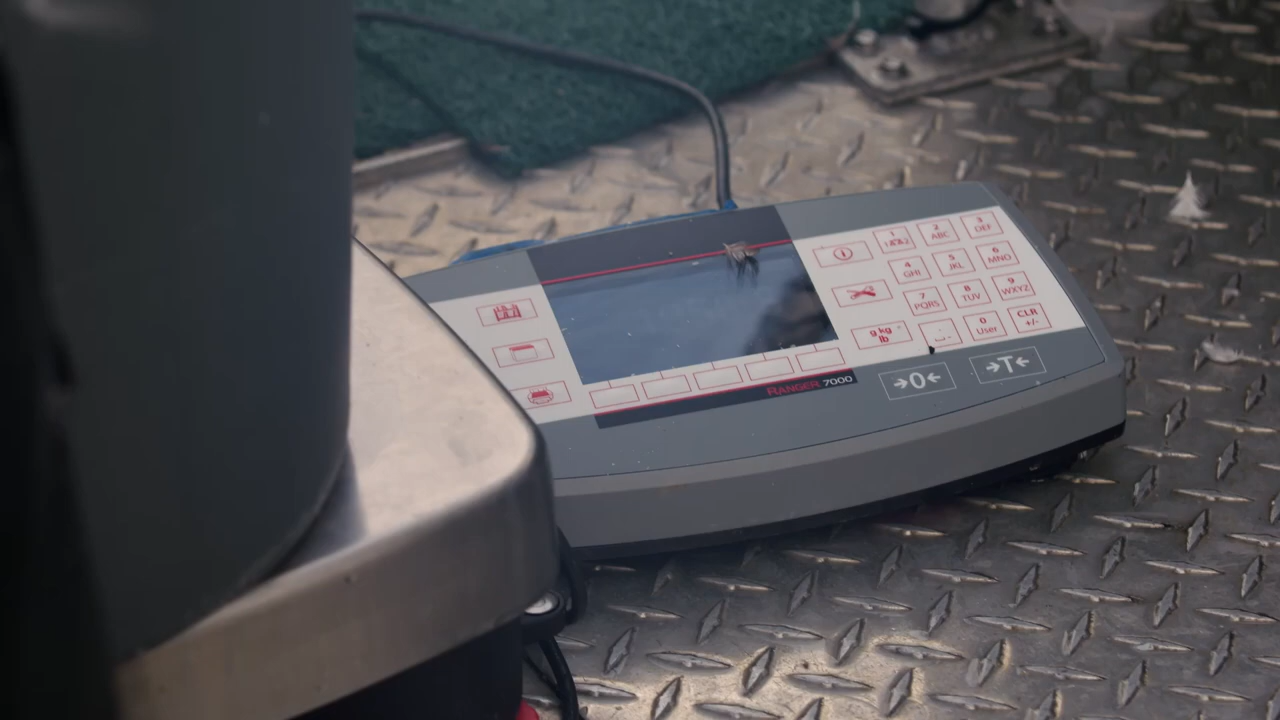 1
!@&2
2
ABC
3
DEF
4
GHI
5
JKL
6
MNO
7
PQRS
8
TUV
9
WXYZ
g kg
lb
0
User
CLR
+/-
RANGER 7000
→0←
→T←